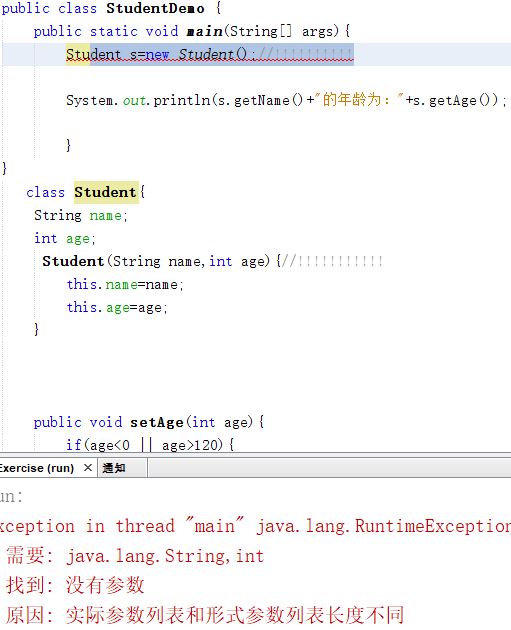 public class StudentDemo {
public static void main(String[] args){
Student s=new Student();//!!!!!!!!!!
System.out.println(s.getName()+"的年龄为："+s.getAge());
}
}
class Student{
String name;
int age;
Student(String name,int age){//!!!!!!!!!!!
this.name=name;
this.age=age;
}
public void setAge(int age){
if(age<0 || age>120){
Exercise (run) × 通知
un:
xception in thread "main" java.lang.RuntimeException
需要: java.lang.String,int
找到: 没有参数
原因: 实际参数列表和形式参数列表长度不同